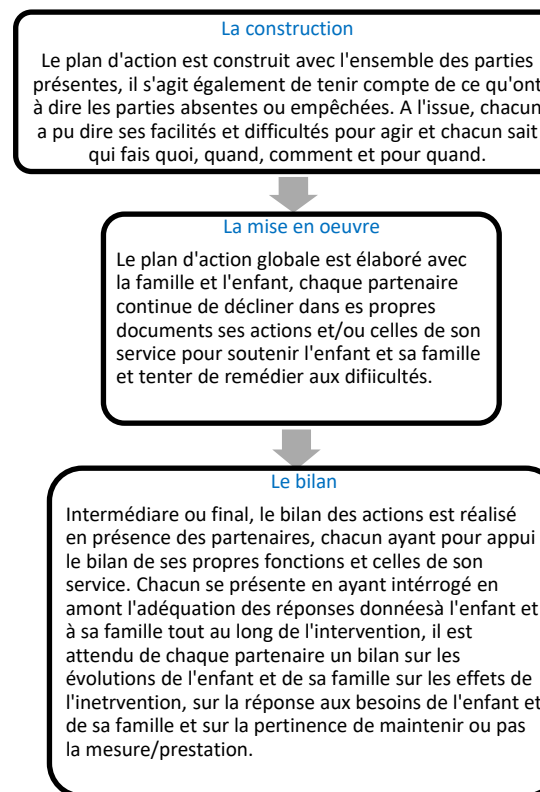 La construction
Le plan d'action est construit avec l'ensemble des parties
présentes, il s'agit également de tenir compte de ce qu'ont
à dire les parties absentes ou empêchées. A l'issue, chacun
a pu dire ses facilités et difficultés pour agir et chacun sait
qui fais quoi, quand, comment et pour quand.
La mise en oeuvre
Le plan d'action globale est élaboré avec
la famille et l'enfant, chaque partenaire
continue de décliner dans es propres
documents ses actions et/ou celles de son
service pour soutenir l'enfant et sa famille
et tenter de remédier aux difiicultés.
Le bilan
Intermédiare ou final, le bilan des actions est réalisé
en présence des partenaires, chacun ayant pour appui
le bilan de ses propres fonctions et celles de son
service. Chacun se présente en ayant intérrogé en
amont l'adéquation des réponses donnéesà l'enfant et
à sa famille tout au long de l'intervention, il est
attendu de chaque partenaire un bilan sur les
évolutions de l'enfant et de sa famille sur les effets de
l'inetrvention, sur la réponse aux besoins de l'enfant et
de sa famille et sur la pertinence de maintenir ou pas
la mesure/prestation.